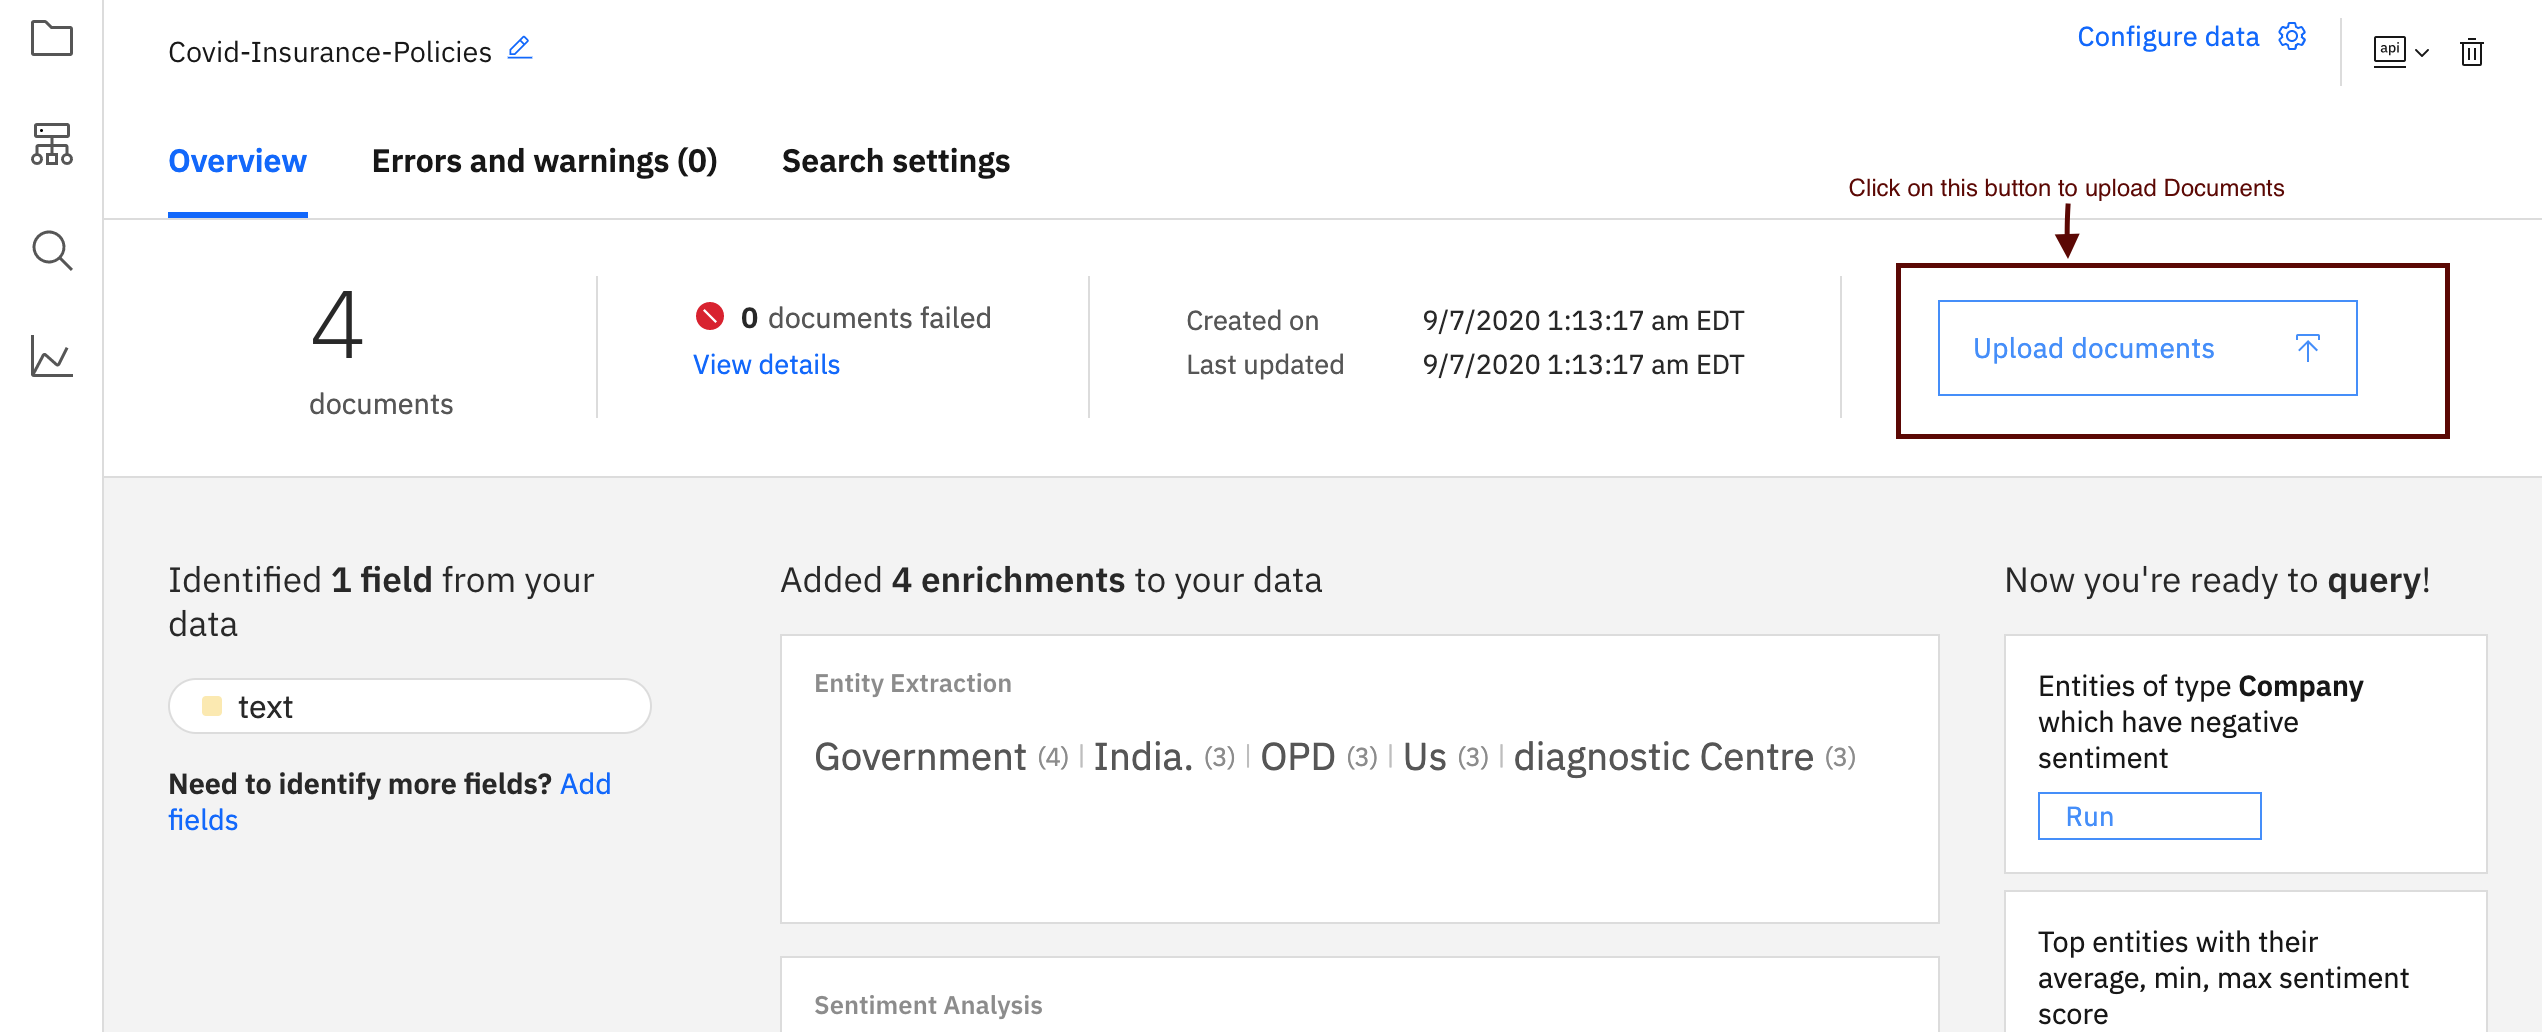 Covid-Insurance-Policies
Configure data
api
Overview
Errors and warnings (0)
Search settings
Click on this button to upload Documents
4
documents
0 documents failed
View details
Created on 9/7/2020 1:13:17 am EDT
Last updated 9/7/2020 1:13:17 am EDT
Upload documents
Identified 1 field from your
data
text
Need to identify more fields? Add
fields
Added 4 enrichments to your data
Entity Extraction
Government (4) | India. (3) | OPD (3) | Us (3) | diagnostic Centre (3)
Sentiment Analysis
Now you're ready to query!
Entities of type Company
which have negative
sentiment
Run
Top entities with their
average, min, max sentiment
score